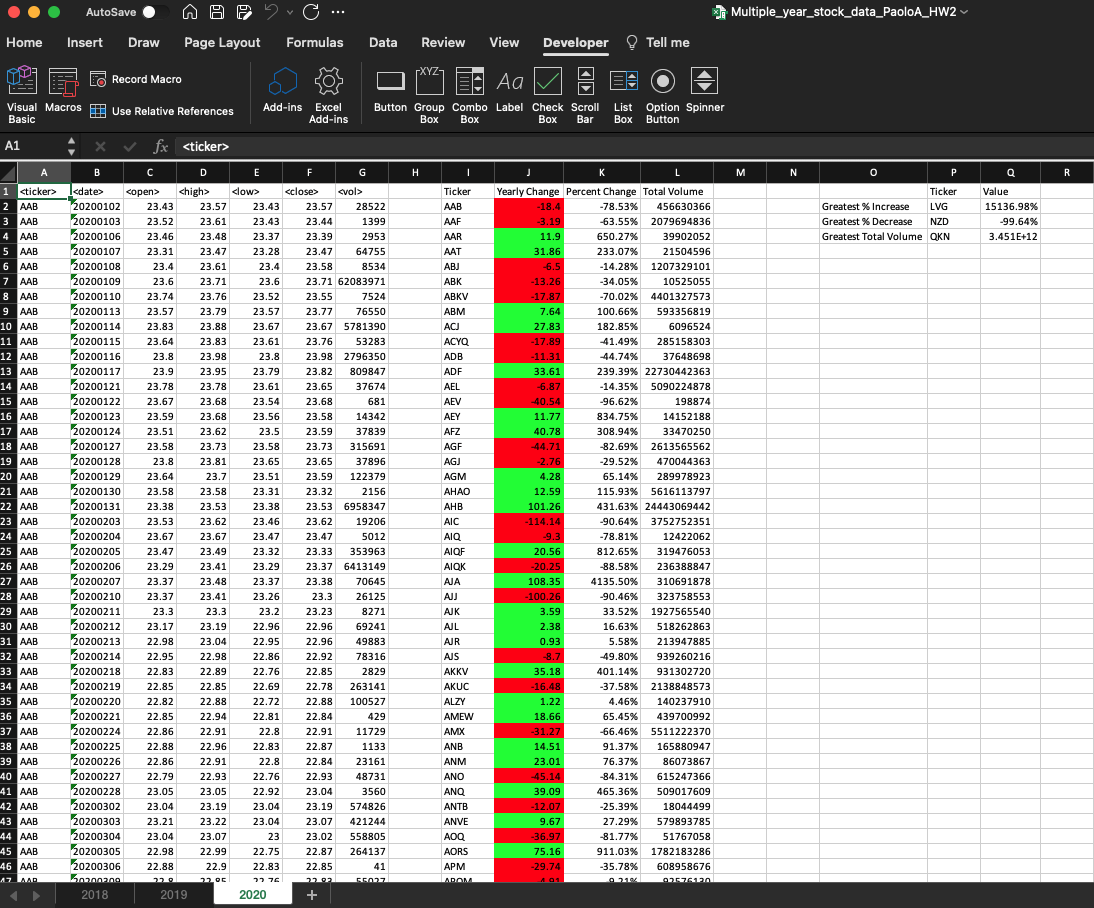 AutoSave Multiple_year_stock_data_PaoloA_HW2
Home Insert Draw Page Layout Formulas Data Review View Developer Tell me
Visual Basic Macros Record Macro Use Relative References Add-ins Excel Add-ins Button Group Box Combo Box Label Check Box Scroll Bar List Box Option Button Spinner
XYZ Aa
A1 fx <ticker>
A B C D E F G H I J K L M N O P Q R
1 <ticker> <date> <open> <high> <low> <close> <vol> Ticker Yearly Change Percent Change Total Volume Ticker Value
2 AAB 20200102 23.43 23.57 23.43 23.57 28522 AAB -18.4 -78.53% 456630366 Greatest % Increase LVG 15136.98%
3 AAB 20200103 23.52 23.61 23.43 23.44 1399 AAF -3.19 -63.55% 2079694836 Greatest % Decrease NZD -99.64%
4 AAB 20200106 23.46 23.48 23.37 23.39 2953 AAR 11.9 650.27% 39902052 Greatest Total Volume QKN 3.451E+12
5 AAB 20200107 23.31 23.47 23.28 23.47 64755 AAT 31.86 233.07% 21504596
6 AAB 20200108 23.4 23.61 23.4 23.58 8534 ABJ -6.5 -14.28% 1207329101
7 AAB 20200109 23.6 23.71 23.6 23.71 62083971 ABK -13.26 -34.05% 10525055
8 AAB 20200110 23.74 23.76 23.52 23.55 7524 ABKV -17.87 -70.02% 4401327573
9 AAB 20200113 23.57 23.79 23.57 23.77 76550 ABM 7.64 100.66% 593356819
10 AAB 20200114 23.83 23.88 23.67 23.67 5781390 ACJ 27.83 182.85% 6096524
11 AAB 20200115 23.64 23.83 23.61 23.76 53283 ACYQ -17.89 -41.49% 285158303
12 AAB 20200116 23.8 23.98 23.8 23.98 2796350 ADB -11.31 -44.74% 37648698
13 AAB 20200117 23.9 23.95 23.79 23.82 809847 ADF 33.61 239.39% 22730442363
14 AAB 20200121 23.78 23.78 23.61 23.65 37674 AEL -6.87 -14.35% 5090224878
15 AAB 20200122 23.67 23.68 23.54 23.68 681 AEV -40.54 -96.62% 198874
16 AAB 20200123 23.59 23.68 23.56 23.58 14342 AEY 11.77 834.75% 14152188
17 AAB 20200124 23.51 23.62 23.5 23.59 37839 AFZ 40.78 308.94% 33470250
18 AAB 20200127 23.58 23.73 23.58 23.73 315691 AGF -44.71 -82.69% 2613565562
19 AAB 20200128 23.8 23.81 23.65 23.65 37896 AGJ -2.76 -29.52% 470044363
20 AAB 20200129 23.64 23.7 23.51 23.59 122379 AGM 4.28 65.14% 289978923
21 AAB 20200130 23.58 23.58 23.31 23.32 2156 AHAO 12.59 115.93% 5616113797
22 AAB 20200131 23.38 23.53 23.38 23.53 6958347 AHB 101.26 431.63% 24443069442
23 AAB 20200203 23.53 23.62 23.46 23.62 19206 AIC -114.14 -90.64% 3752752351
24 AAB 20200204 23.67 23.67 23.47 23.47 5012 AIQ -9.3 -78.81% 12422062
25 AAB 20200205 23.47 23.49 23.32 23.33 353963 AIQF 20.56 812.65% 319476053
26 AAB 20200206 23.29 23.41 23.29 23.37 6413149 AIQK -20.25 -88.58% 236388847
27 AAB 20200207 23.37 23.48 23.37 23.38 70645 AJA 108.35 4135.50% 310691878
28 AAB 20200210 23.37 23.41 23.26 23.3 26125 AJJ -100.26 -90.46% 323758553
29 AAB 20200211 23.3 23.3 23.2 23.23 8271 AJK 3.59 33.52% 1927565540
30 AAB 20200212 23.17 23.19 22.96 22.96 69241 AJL 2.38 16.63% 518262863
31 AAB 20200213 22.98 23.04 22.95 22.96 49883 AJR 0.93 5.58% 213947885
32 AAB 20200214 22.95 22.98 22.86 22.92 78316 AJS -8.7 -49.80% 939260216
33 AAB 20200218 22.83 22.89 22.76 22.85 2829 AKKV 35.18 401.14% 931302720
34 AAB 20200219 22.85 22.85 22.69 22.78 263141 AKUC -16.48 -37.58% 2138848573
35 AAB 20200220 22.82 22.88 22.72 22.88 100527 ALZY 1.22 4.46% 140237910
36 AAB 20200221 22.85 22.94 22.81 22.84 429 AMEW 18.66 65.45% 439700992
37 AAB 20200224 22.86 22.91 22.8 22.91 11729 AMX -31.27 -66.46% 5511222370
38 AAB 20200225 22.88 22.96 22.83 22.87 1133 ANB 14.51 91.37% 165880947
39 AAB 20200226 22.86 22.91 22.8 22.84 23161 ANM 23.01 76.37% 86073867
40 AAB 20200227 22.79 22.93 22.76 22.93 48731 ANO -45.14 -84.31% 615247366
41 AAB 20200228 23.05 23.05 22.92 23.04 3560 ANQ 39.09 465.36% 509017609
42 AAB 20200302 23.04 23.19 23.04 23.19 574826 ANTB -12.07 -25.39% 18044499
43 AAB 20200303 23.21 23.22 23.04 23.07 421244 ANVE 9.67 27.29% 579893785
44 AAB 20200304 23.04 23.07 23 23.02 558805 AOQ -36.97 -81.77% 51767058
45 AAB 20200305 22.98 22.99 22.75 22.87 264137 AORS 75.16 911.03% 1782183286
46 AAB 20200306 22.88 22.9 22.83 22.85 41 APM -29.74 -35.78% 608958676
47 AAB 20200309
2018 2019 2020 +